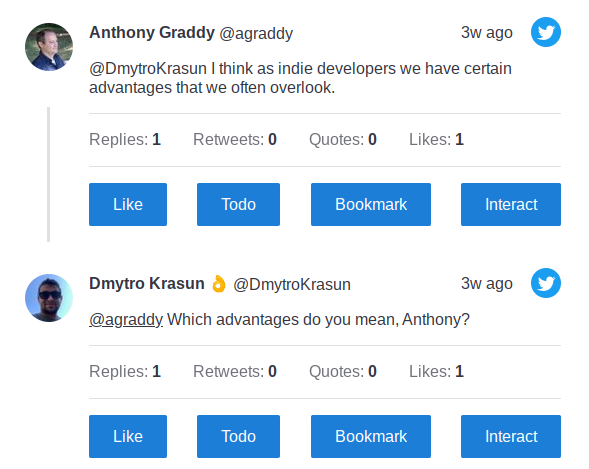 Anthony Graddy @agraddy 3w ago
@DmytroKrasun I think as indie developers we have certain
advantages that we often overlook.
Replies: 1 Retweets: 0 Quotes: 0 Likes: 1
Like Todo Bookmark Interact
Dmytro Krasun 👌 @DmytroKrasun 3w ago
@agraddy Which advantages do you mean, Anthony?
Replies: 1 Retweets: 0 Quotes: 0 Likes: 1
Like Todo Bookmark Interact